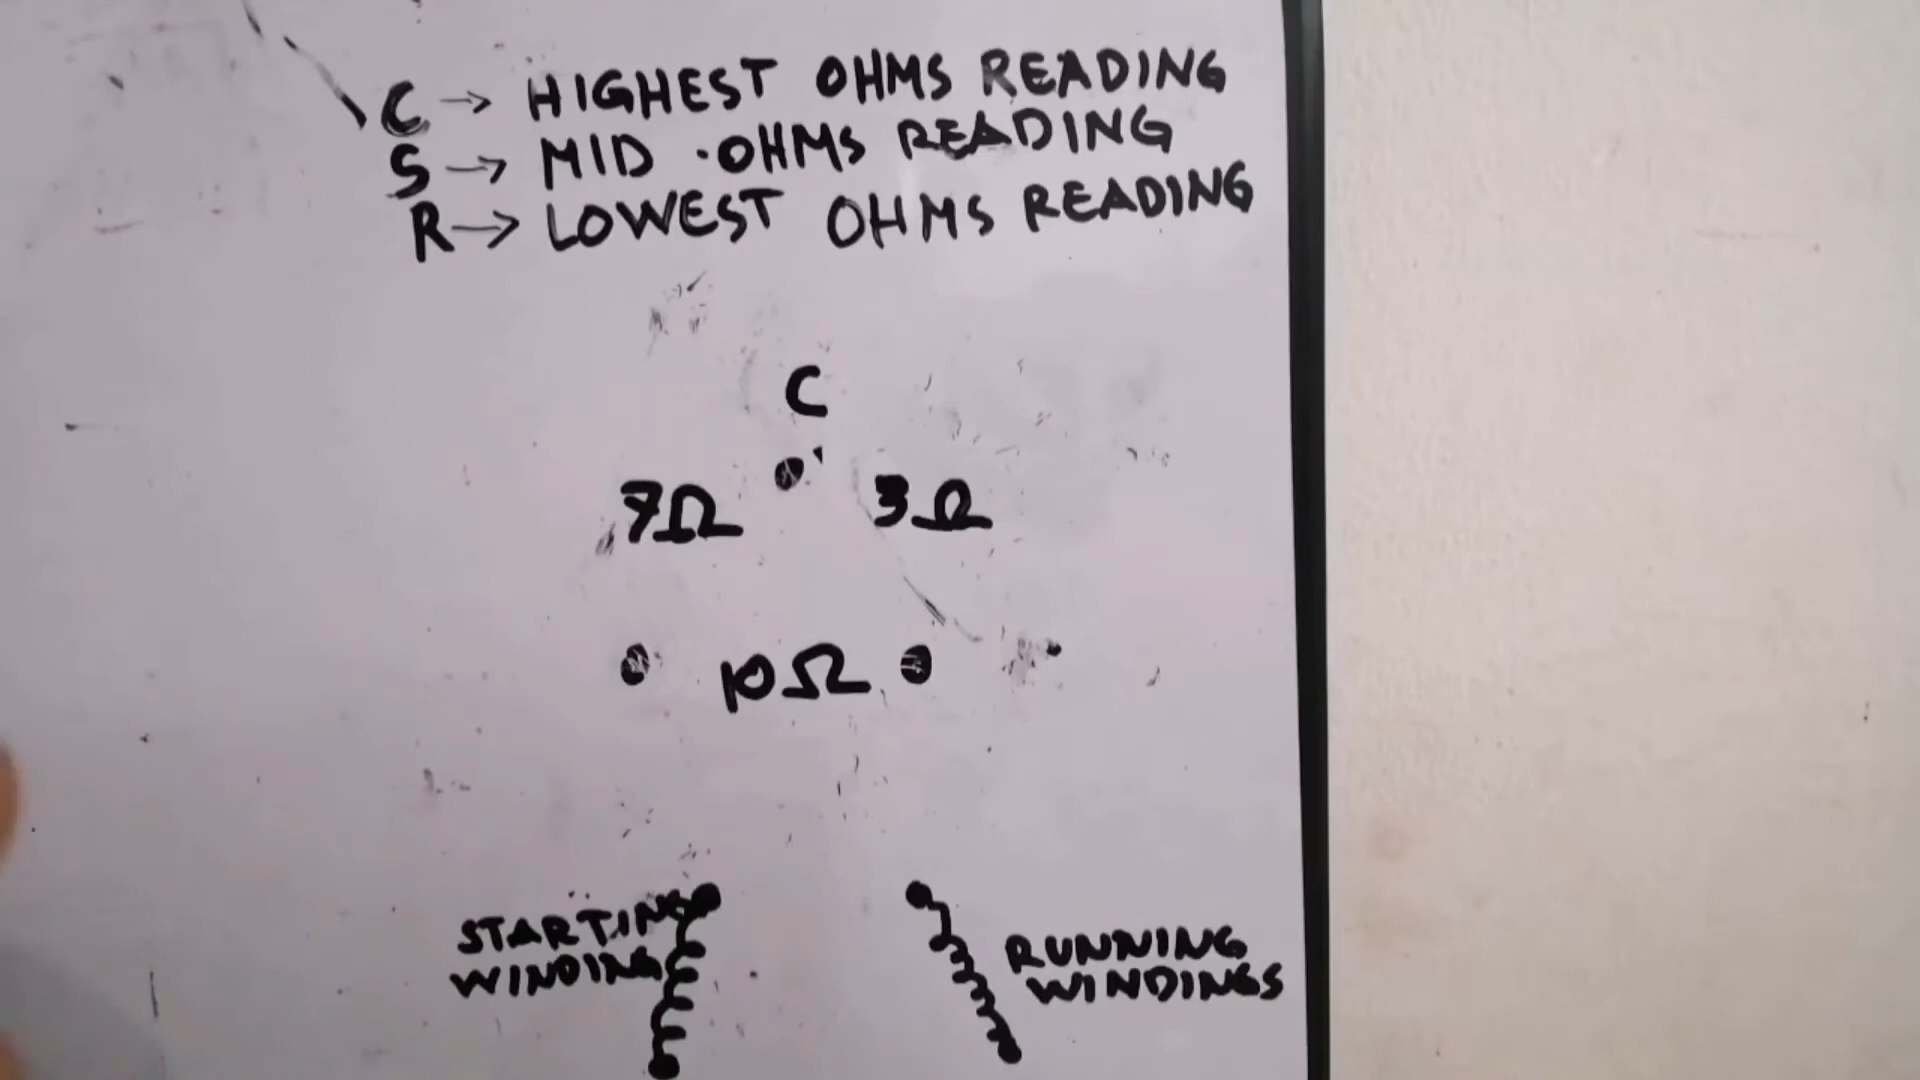 C → HIGHEST OHMS READING
S → MID OHMS READING
R → LOWEST OHMS READING
C
7Ω 3Ω
10Ω
STARTING
WINDING
RUNNING
WINDINGS